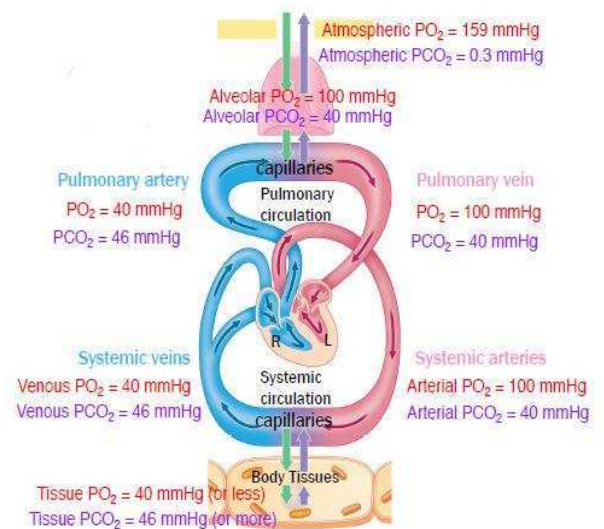 Atmospheric PO₂ = 159 mmHg
Atmospheric PCO₂ = 0.3 mmHg
Alveolar PO₂ = 100 mmHg
Alveolar PCO₂ = 40 mmHg
capillaries
Pulmonary
circulation
Pulmonary artery
PO₂ = 40 mmHg
PCO₂ = 46 mmHg
Pulmonary vein
PO₂ = 100 mmHg
PCO₂ = 40 mmHg
R
L
Systemic veins
Venous PO₂ = 40 mmHg
Venous PCO₂ = 46 mmHg
Systemic
circulation
capillaries
Systemic arteries
Arterial PO₂ = 100 mmHg
Arterial PCO₂ = 40 mmHg
Body Tissues
Tissue PO₂ = 40 mmHg (or less)
Tissue PCO₂ = 46 mmHg (or more)